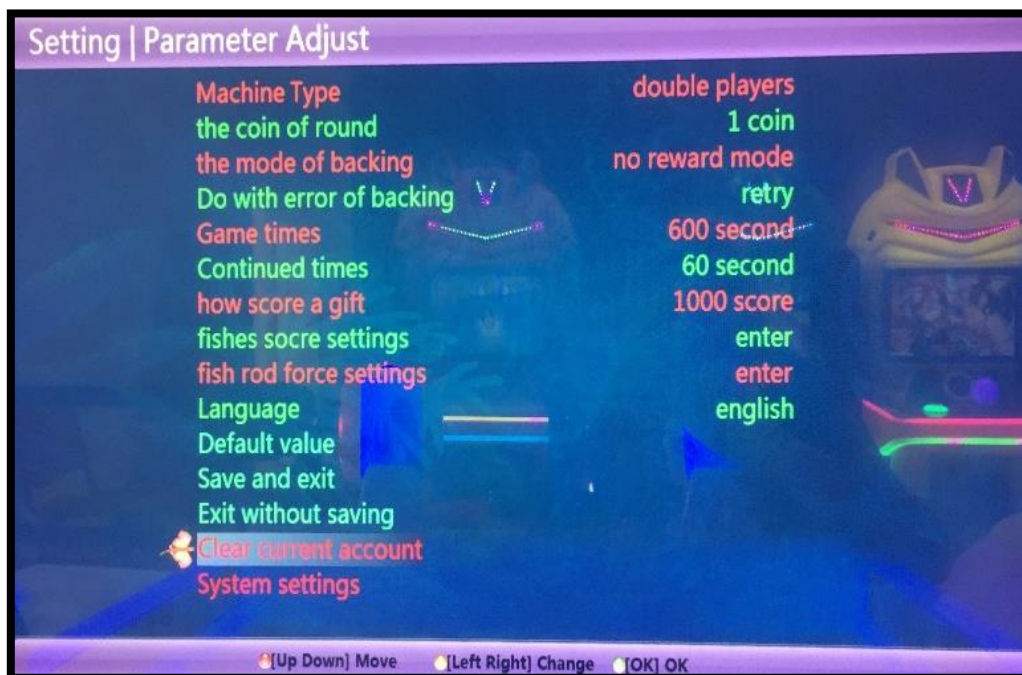 Setting | Parameter Adjust
Machine Type double players
the coin of round 1 coin
the mode of backing no reward mode
Do with error of backing retry
Game times 600 second
Continued times 60 second
how score a gift 1000 score
fishes socre settings enter
fish rod force settings enter
Language english
Default value
Save and exit
Exit without saving
Clear current account
System settings
[Up Down] Move [Left Right] Change [OK] OK